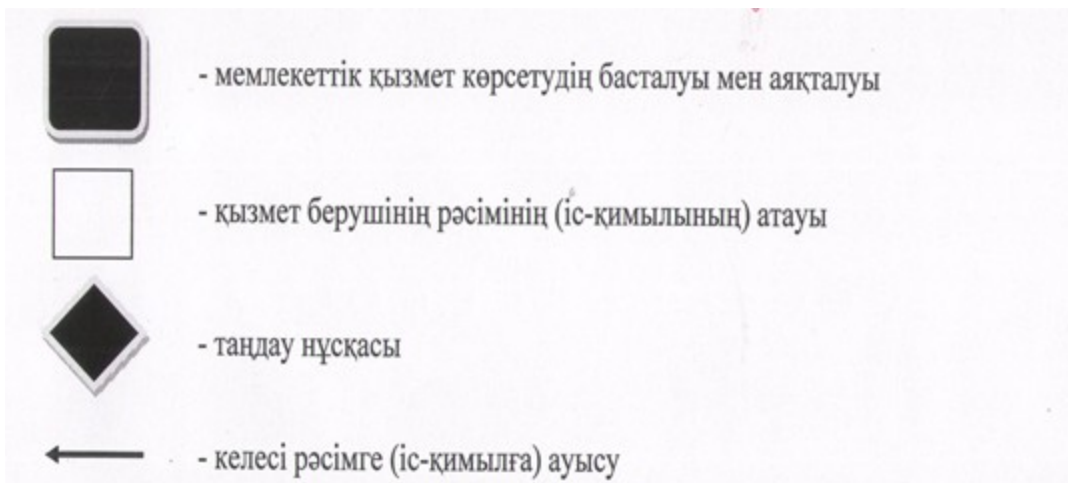 - мемлекеттік қызмет көрсетудің басталуы мен аяқталуы
- қызмет берушінің рәсімінің (іс-қимылының) атауы
- таңдау нұсқасы
- келесі рәсімге (іс-қимылға) ауысу